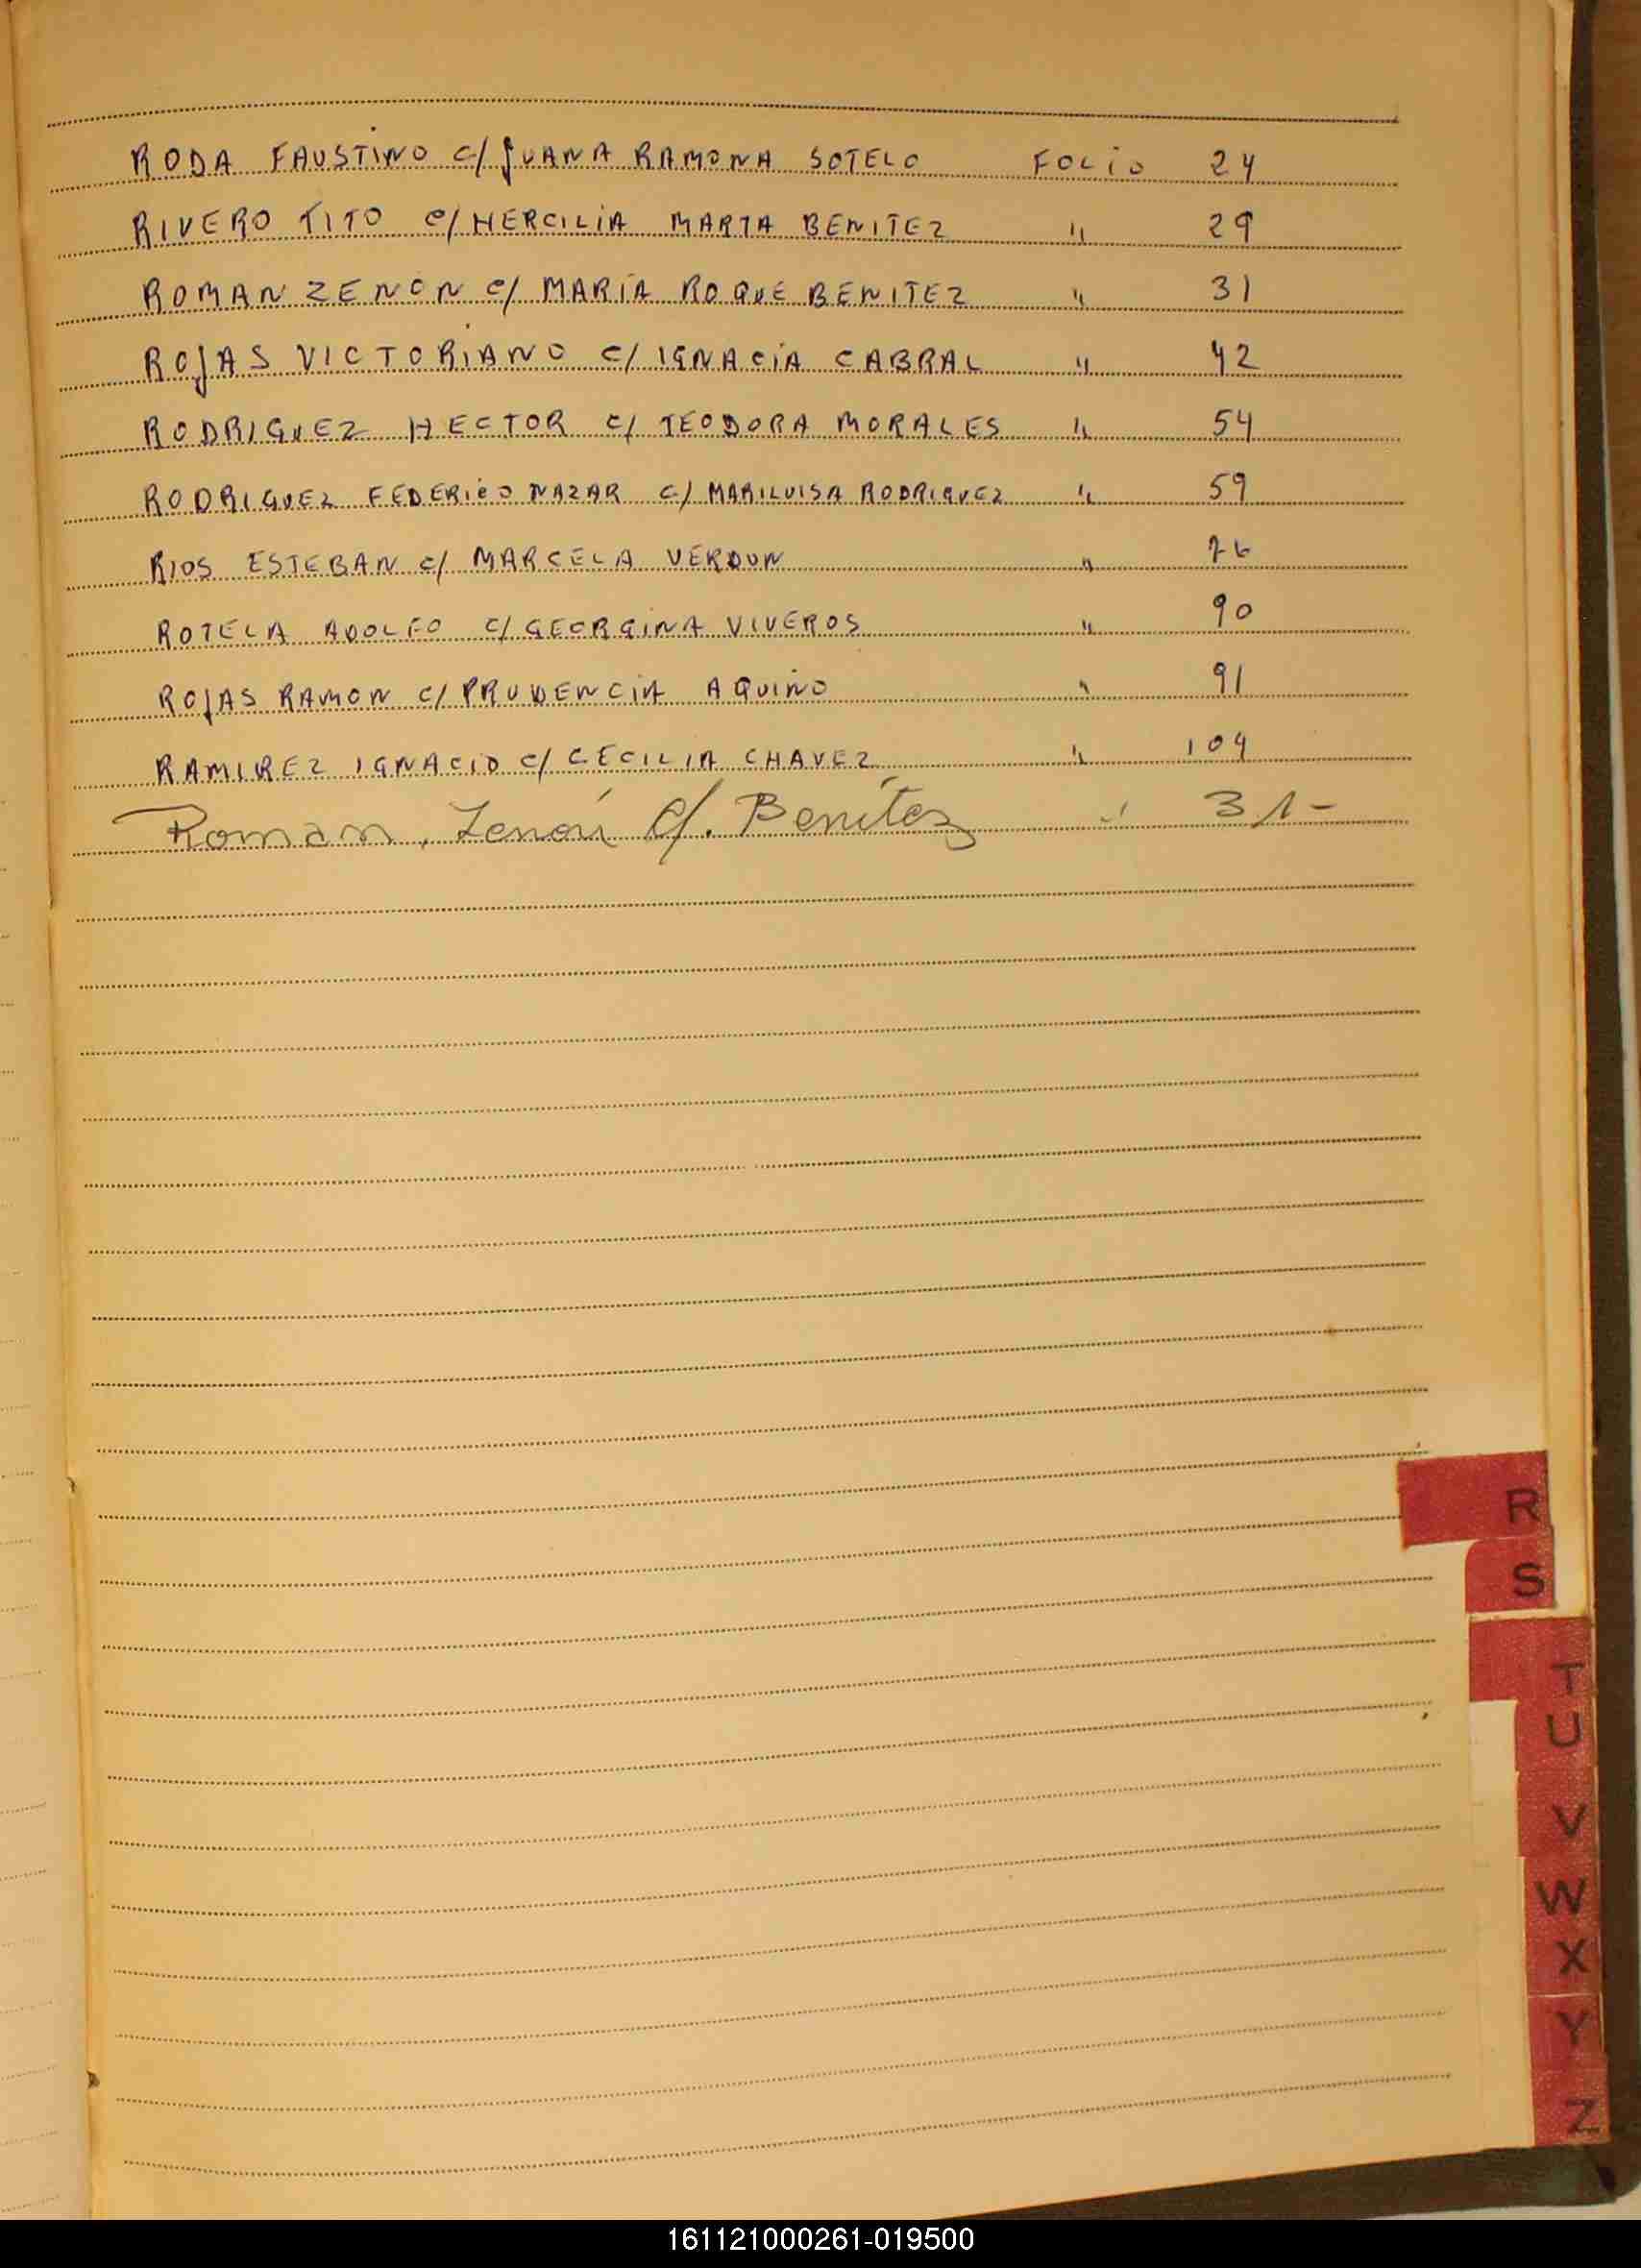 RODA FAUSTINO c/ JUANA RAMONA SOTELO FOLIO 24
RIVERO TITO c/ HERCILIA MARTA BENITEZ " 29
ROMAN ZENON c/ MARIA ROQUE BENITEZ " 31
ROJAS VICTORIANO c/ IGNACIA CABRAL " 42
RODRIGUEZ HECTOR c/ TEODORA MORALES " 54
RODRIGUEZ FEDERICO NAZAR c/ MARILUISA RODRIGUEZ " 59
RIOS ESTEBAN c/ MARCELA VERDUN " 76
ROTELA ADOLFO c/ GEORGINA VIVEROS " 90
ROJAS RAMON c/ PRUDENCIA AQUINO " 91
RAMIREZ IGNACIO c/ CECILIA CHAVEZ " 104
Román, Zenón c/. Benítez " 31-
R
S
T
U
V
W
X
Y
Z
161121000261-019500